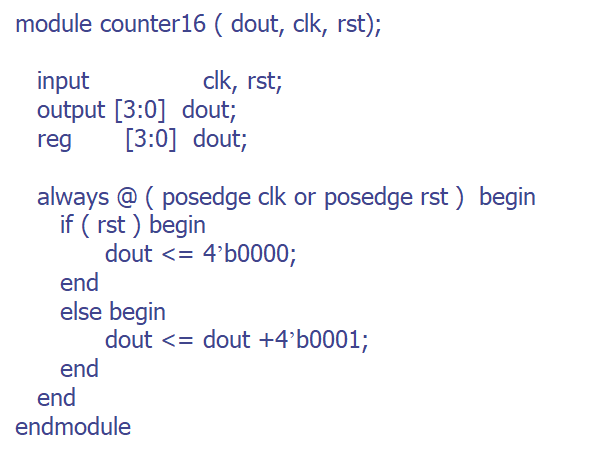 module counter16 ( dout, clk, rst);
input clk, rst;
output [3:0] dout;
reg [3:0] dout;
always @ ( posedge clk or posedge rst ) begin
if ( rst ) begin
dout <= 4’b0000;
end
else begin
dout <= dout +4’b0001;
end
end
endmodule